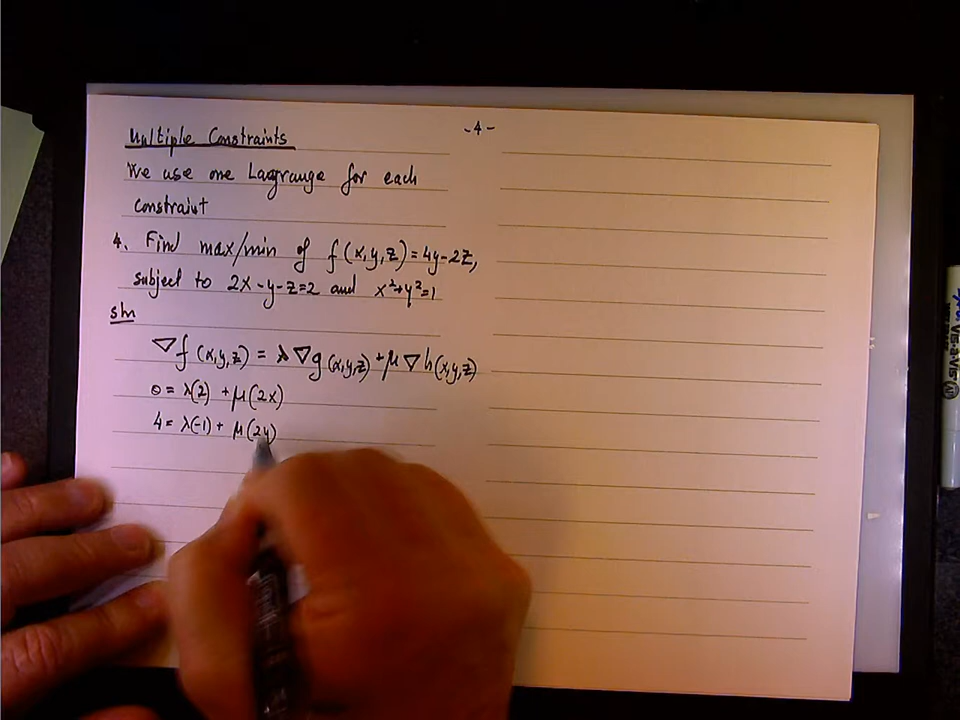 - 4 -
Multiple Constraints
We use one Lagrange for each
constraint
4. Find max/min of f(x,y,z)=4y-2z,
subject to 2x-y-z=2 and x²+y²=1
Sln
∇f(x,y,z) = λ∇g(x,y,z)+μ∇h(x,y,z)
0 = λ(2) + μ(2x)
4 = λ(-1) + μ(2y)